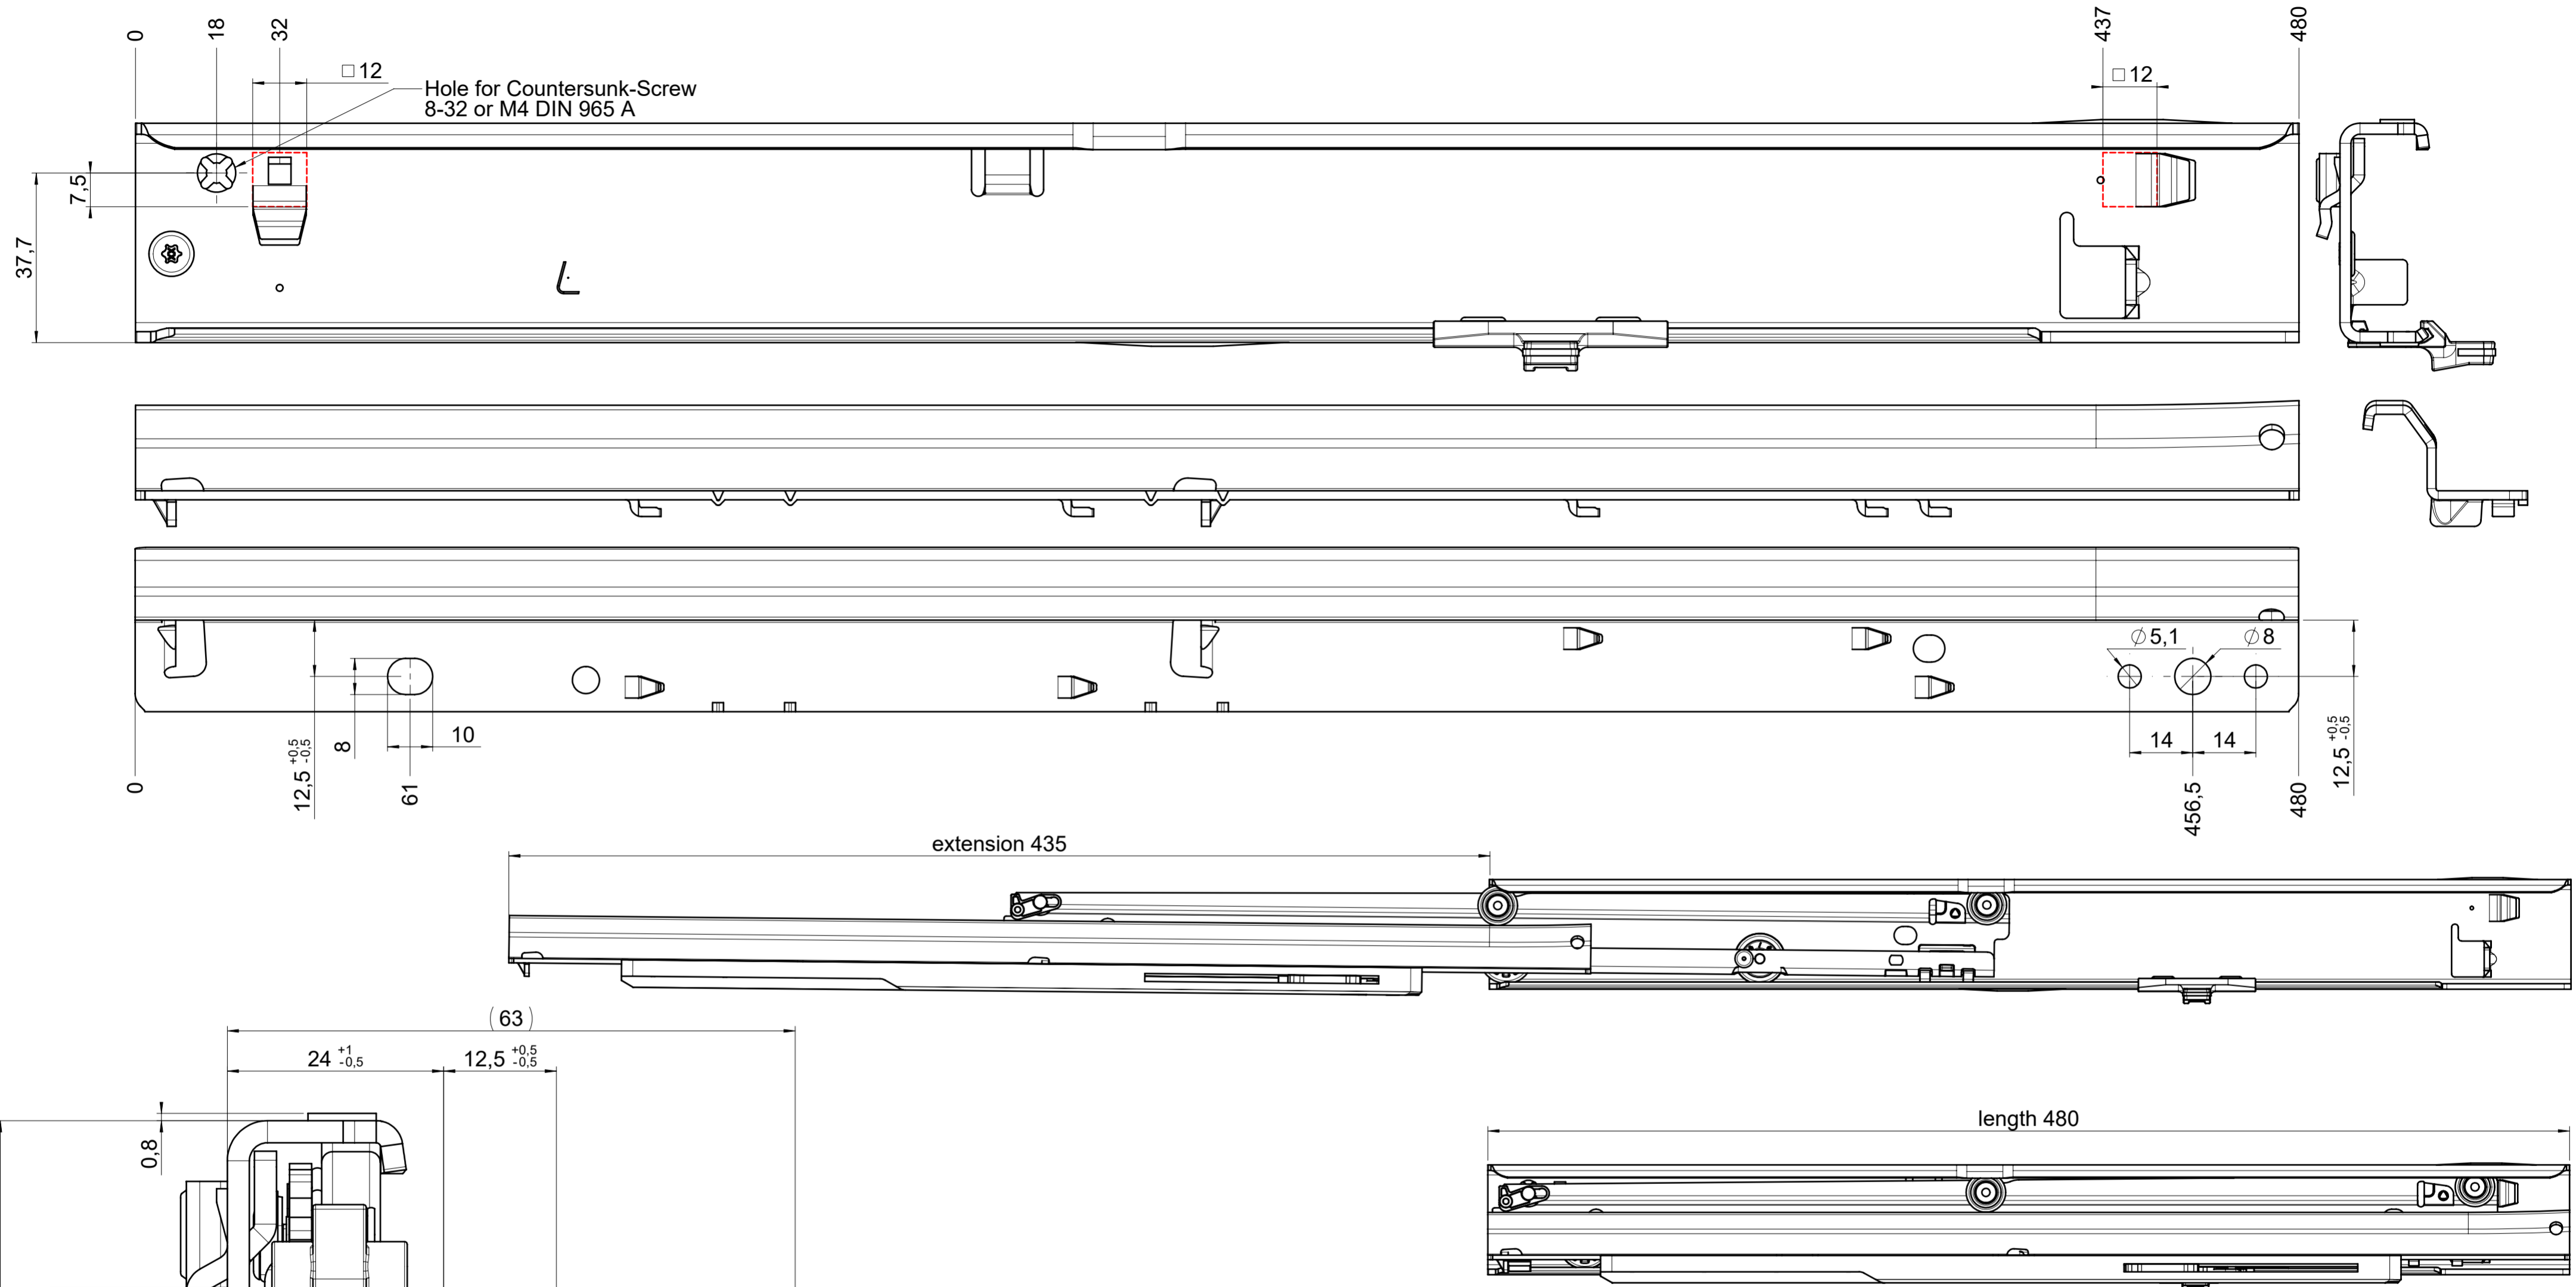 0
18
32
437
480
□ 12
□ 12
Hole for Countersunk-Screw
8-32 or M4 DIN 965 A
7,5
37,7
∅ 5,1
∅ 8
8
10
14
14
12,5 +0,5 -0,5
12,5 +0,5 -0,5
0
61
456,5
480
extension 435
(63)
24 +1 -0,5
12,5 +0,5 -0,5
0,8
length 480